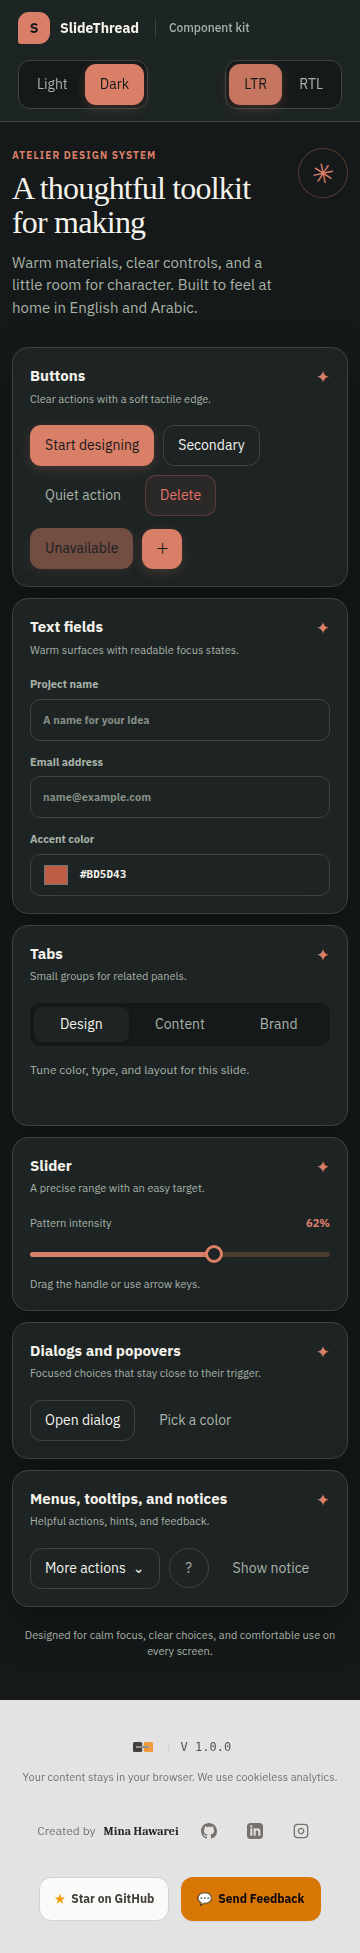 S SlideThread Component kit
Light Dark LTR RTL
ATELIER DESIGN SYSTEM
A thoughtful toolkit
for making
Warm materials, clear controls, and a
little room for character. Built to feel at
home in English and Arabic.
Buttons
Clear actions with a soft tactile edge.
Start designing Secondary
Quiet action Delete
Unavailable +
Text fields
Warm surfaces with readable focus states.
Project name
A name for your idea
Email address
name@example.com
Accent color
#BD5D43
Tabs
Small groups for related panels.
Design Content Brand
Tune color, type, and layout for this slide.
Slider
A precise range with an easy target.
Pattern intensity 62%
Drag the handle or use arrow keys.
Dialogs and popovers
Focused choices that stay close to their trigger.
Open dialog Pick a color
Menus, tooltips, and notices
Helpful actions, hints, and feedback.
More actions ? Show notice
Designed for calm focus, clear choices, and comfortable use on
every screen.
V 1.0.0
Your content stays in your browser. We use cookieless analytics.
Created by Mina Hawarei
Star on GitHub Send Feedback